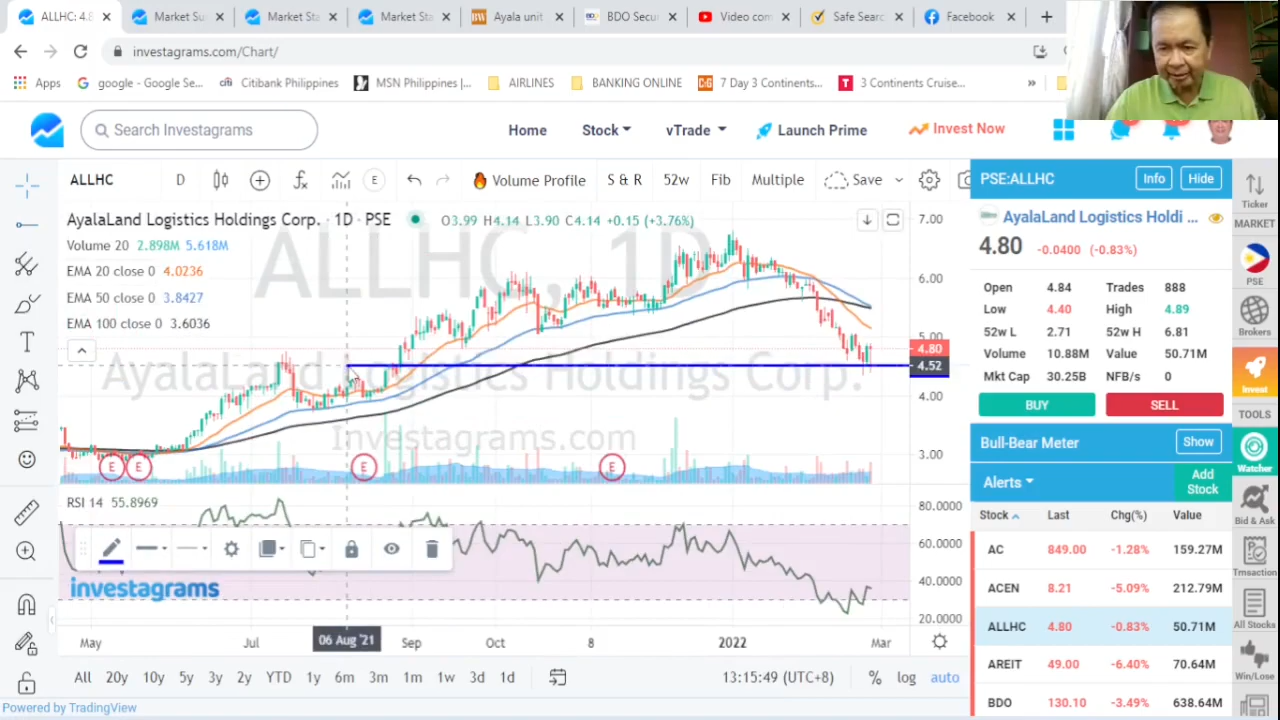 ALLHC: 4.8
Market Su
Market Sta
Market Sta
Ayala unit
BDO Secu
Video com
Safe Searc
Facebook
investagrams.com/Chart/
Apps
google - Google Se...
Citibank Philippines
MSN Philippines |...
AIRLINES
BANKING ONLINE
7 Day 3 Continents...
3 Continents Cruise...
»
Search Investagrams
Home
Stock
vTrade
Launch Prime
Invest Now
ALLHC
D
E
Volume Profile
S & R
52w
Fib
Multiple
Save
PSE:ALLHC
Info
Hide
AyalaLand Logistics Holdings Corp. · 1D · PSE
O3.99 H4.14 L3.90 C4.14 +0.15 (+3.76%)
Volume 20 2.898M 5.618M
EMA 20 close 0 4.0236
EMA 50 close 0 3.8427
EMA 100 close 0 3.6036
ALLHC, 1D
AyalaLand Logistics Holdings Corp.
Investagrams.com
7.00
6.00
5.00
4.80
4.52
4.00
3.00
E
E
E
E
RSI 14 55.8969
80.0000
60.0000
40.0000
20.0000
investagrams
May
Jul
06 Aug '21
Sep
Oct
8
2022
Mar
All
20y
10y
5y
3y
2y
YTD
1y
6m
3m
1m
1w
3d
1d
13:15:49 (UTC+8)
%
log
auto
Powered by TradingView
AyalaLand Logistics Holdi ...
4.80 -0.0400 (-0.83%)
Open 4.84 Trades 888
Low 4.40 High 4.89
52w L 2.71 52w H 6.81
Volume 10.88M Value 50.71M
Mkt Cap 30.25B NFB/s 0
BUY
SELL
Bull-Bear Meter
Show
Alerts
Add
Stock
Stock Last Chg(%) Value
AC 849.00 -1.28% 159.27M
ACEN 8.21 -5.09% 212.79M
ALLHC 4.80 -0.83% 50.71M
AREIT 49.00 -6.40% 70.64M
BDO 130.10 -3.49% 638.64M
Ticker
MARKET
PSE
Brokers
Invest
TOOLS
Watcher
Bid & Ask
Trnsaction
All Stocks
Win/Lose